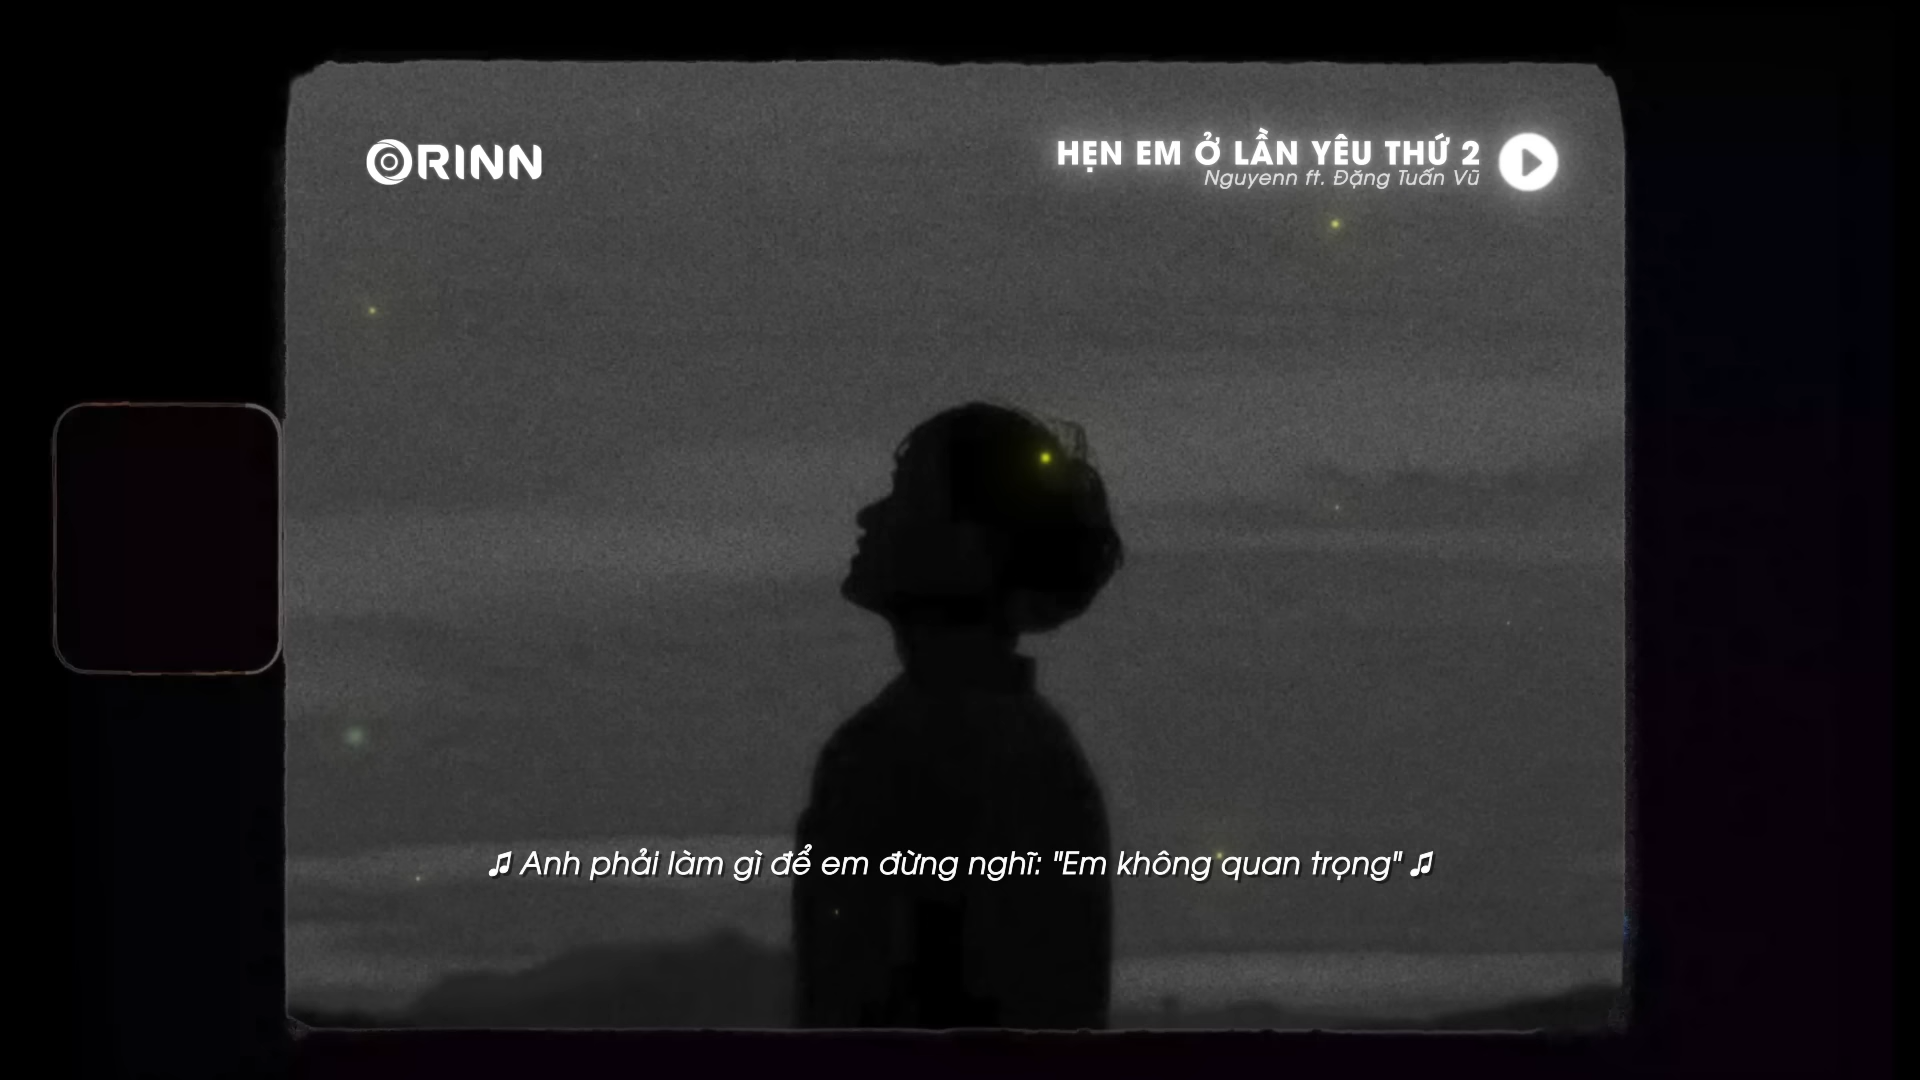 ORINN
HẸN EM Ở LẦN YÊU THỨ 2
Nguyenn ft. Đặng Tuấn Vũ
♫ Anh phải làm gì để em đừng nghĩ: "Em không quan trọng" ♫